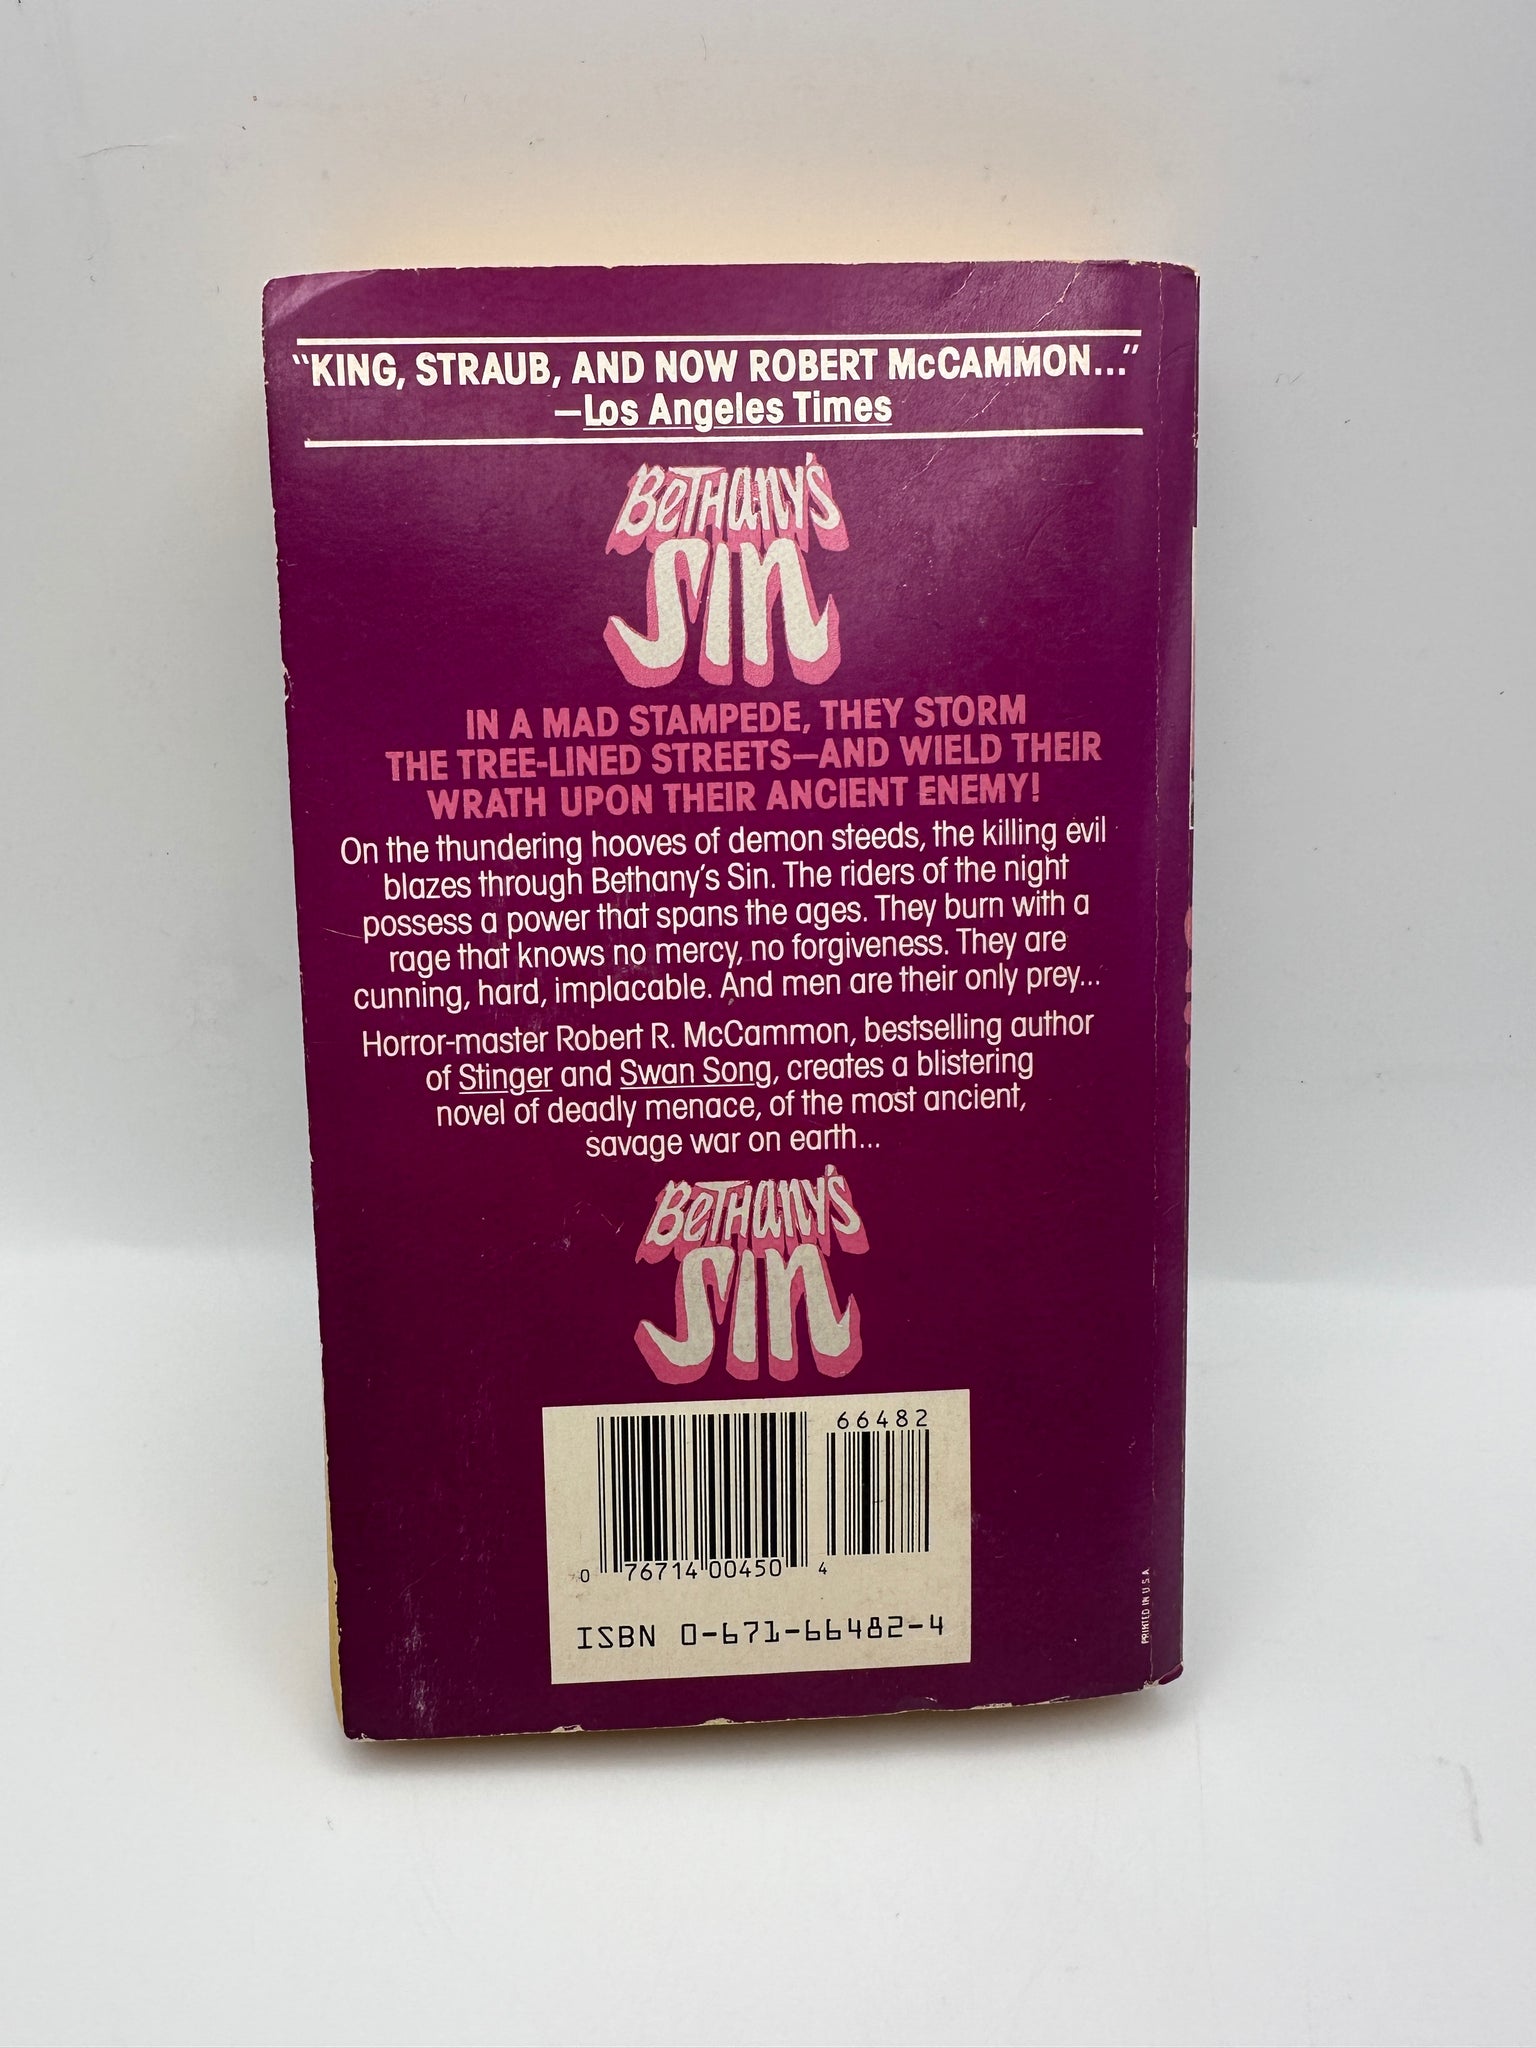 "KING, STRAUB, AND NOW ROBERT McCAMMON..."
—Los Angeles Times
BETHANY'S
SIN
IN A MAD STAMPEDE, THEY STORM
THE TREE-LINED STREETS—AND WIELD THEIR
WRATH UPON THEIR ANCIENT ENEMY!
On the thundering hooves of demon steeds, the killing evil
blazes through Bethany's Sin. The riders of the night
possess a power that spans the ages. They burn with a
rage that knows no mercy, no forgiveness. They are
cunning, hard, implacable. And men are their only prey...
Horror-master Robert R. McCammon, bestselling author
of Stinger and Swan Song, creates a blistering
novel of deadly menace, of the most ancient,
savage war on earth...
BETHANY'S
SIN
66482
0 76714 00450 4
ISBN 0-671-66482-4
PRINTED IN U.S.A.